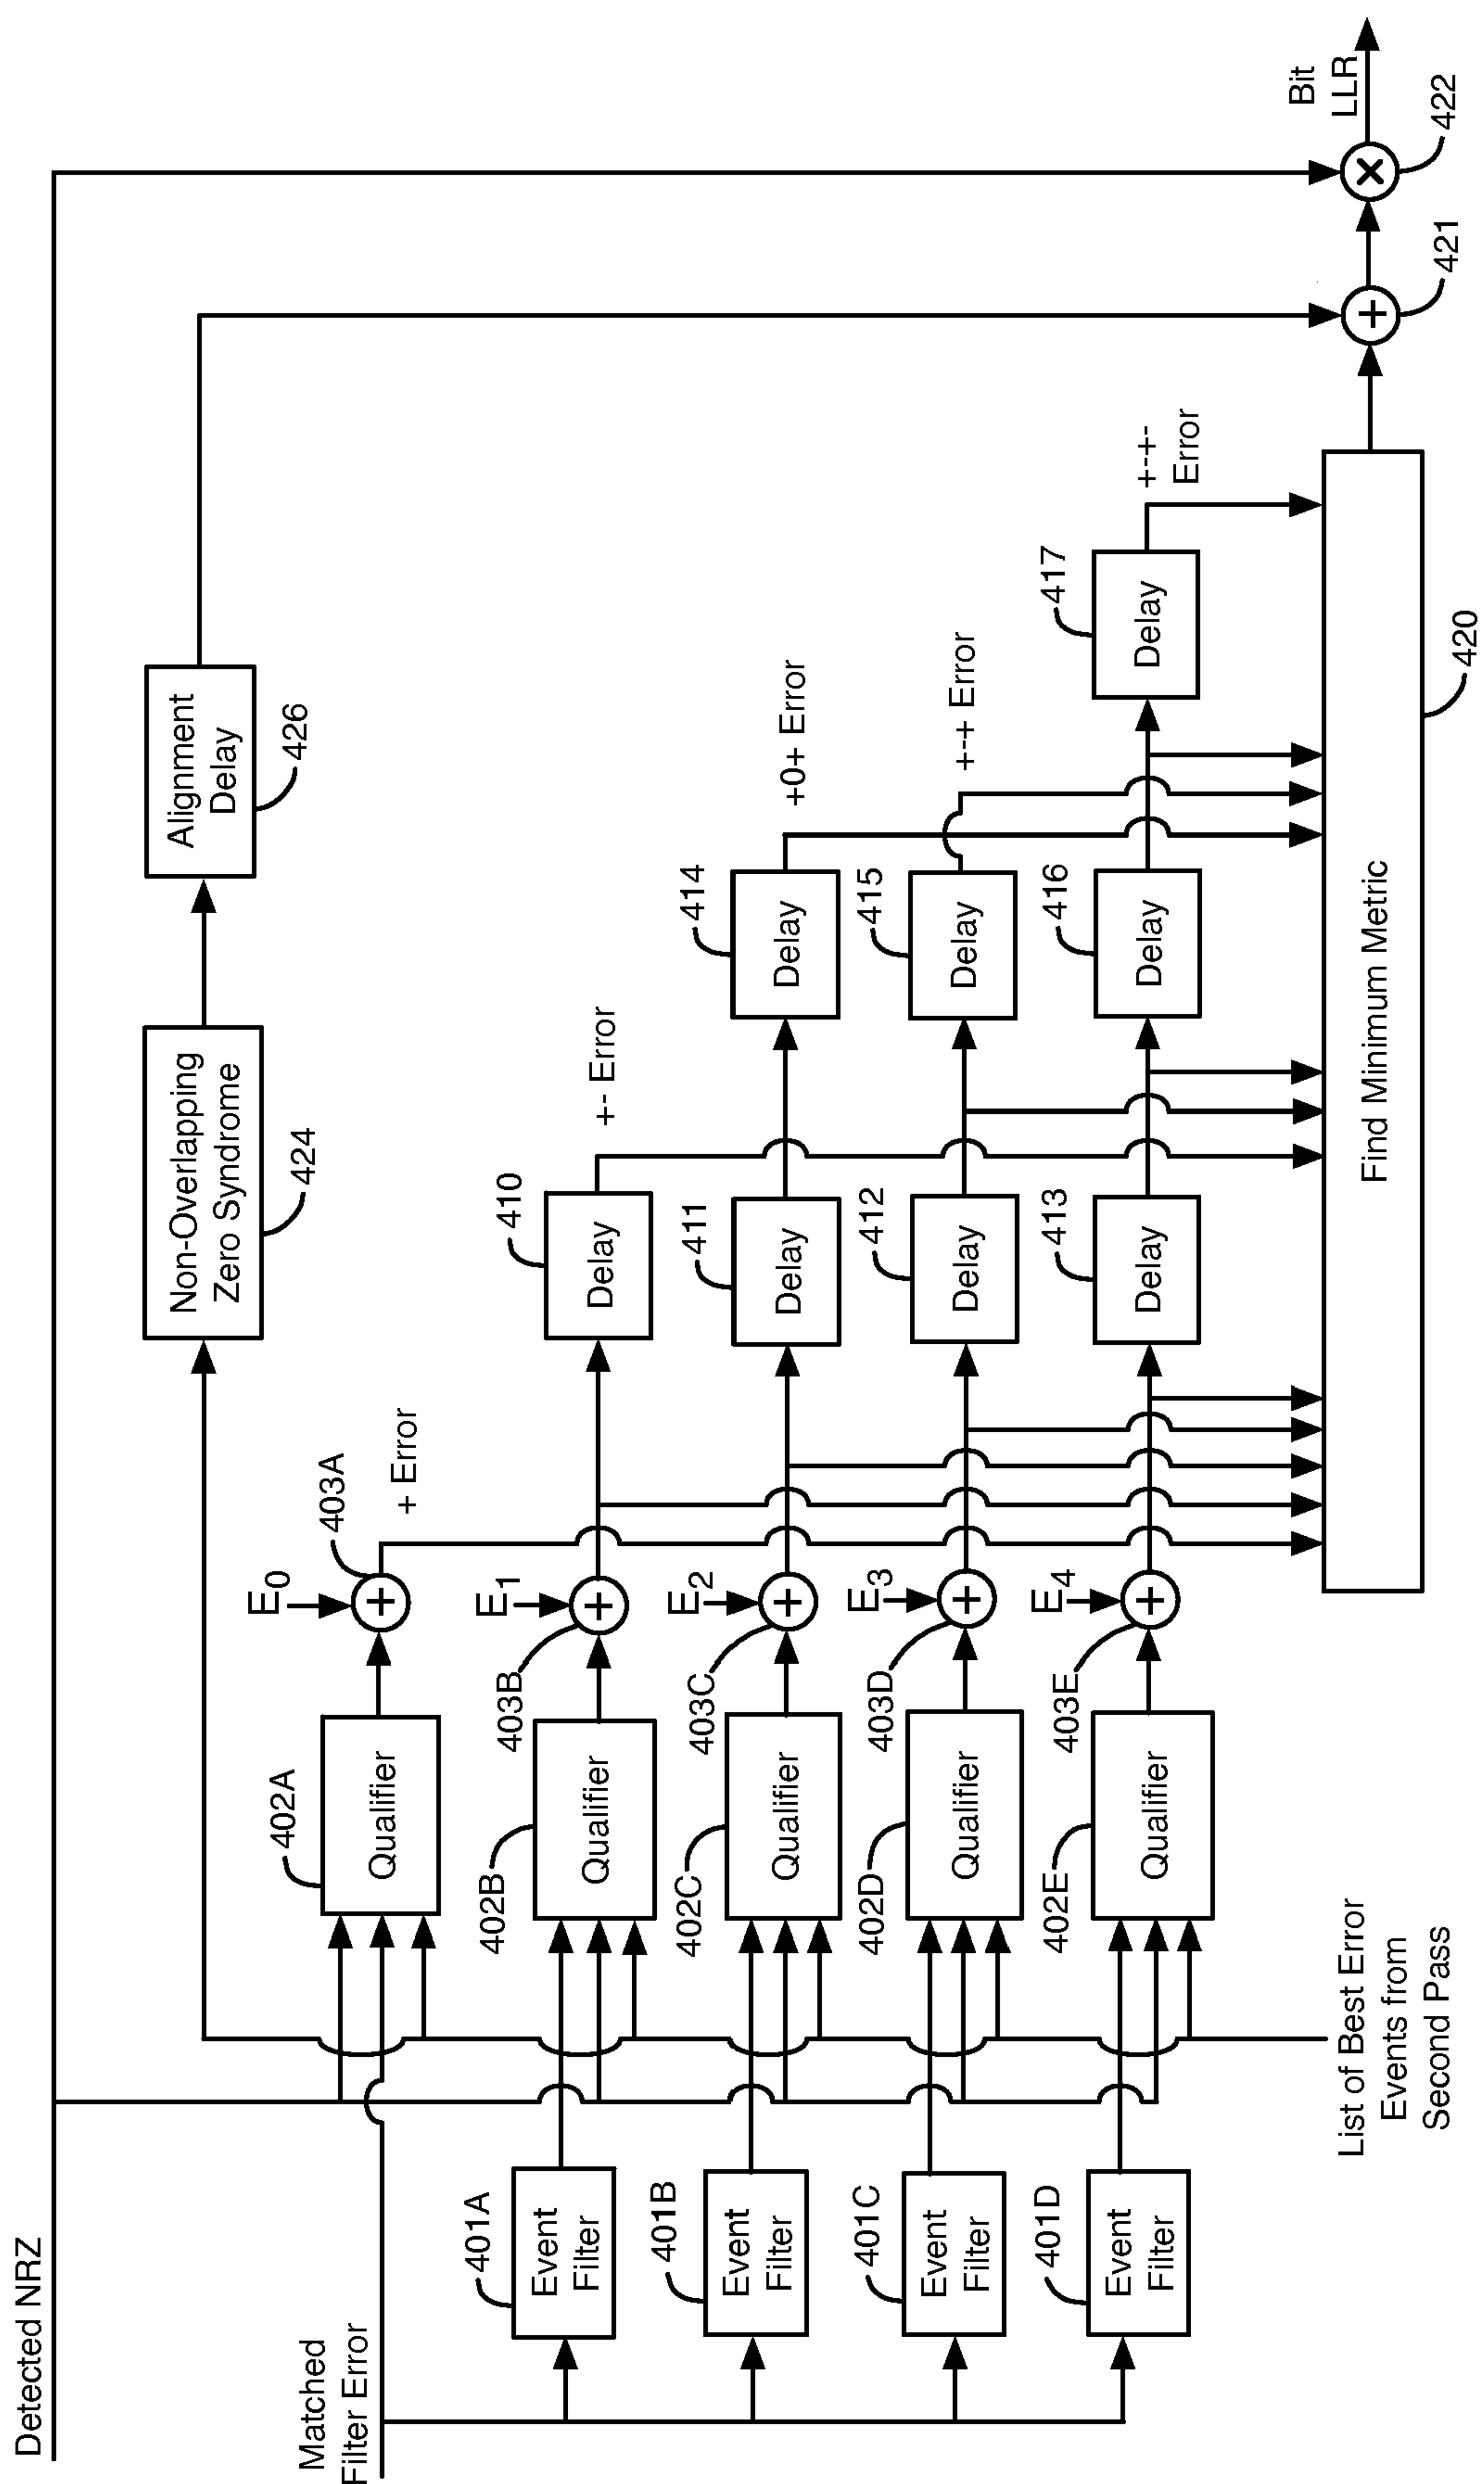 Detected NRZ
Matched
Filter Error
List of Best Error
Events from
Second Pass
401A
Event
Filter
401B
Event
Filter
401C
Event
Filter
401D
Event
Filter
402A
Qualifier
402B
Qualifier
402C
Qualifier
402D
Qualifier
402E
Qualifier
E0
403A
+
+ Error
E1
403B
+
E2
403C
+
E3
403D
+
E4
403E
+
Non-Overlapping
Zero Syndrome
424
Alignment
Delay
426
410
Delay
+- Error
411
Delay
412
Delay
413
Delay
414
Delay
+0+ Error
415
Delay
+-+ Error
416
Delay
417
Delay
+-+-
Error
Find Minimum Metric
420
+
421
×
422
Bit
LLR